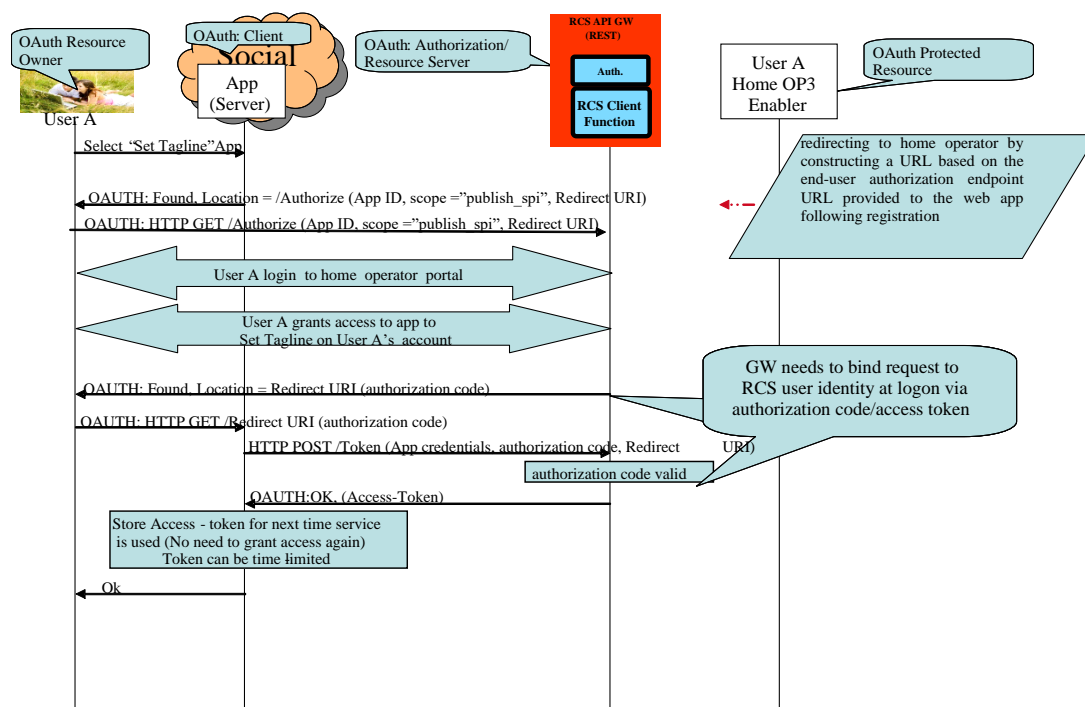 OAuth Resource
Owner
OAuth: Client
Social
App
(Server)
OAuth: Authorization/
Resource Server
RCS API GW
(REST)
Auth.
RCS Client
Function
User A
Home OP3
Enabler
OAuth Protected
Resource
User A
Select “Set Tagline”App
redirecting to home operator by
constructing a URL based on the
end-user authorization endpoint
URL provided to the web app
following registration
OAUTH: Found, Location = /Authorize (App ID, scope =”publish_spi”, Redirect URI)
OAUTH: HTTP GET /Authorize (App ID, scope =”publish_spi”, Redirect URI)
User A login to home operator portal
User A grants access to app to
Set Tagline on User A’s account
GW needs to bind request to
RCS user identity at logon via
authorization code/access token
OAUTH: Found, Location = Redirect URI (authorization code)
OAUTH: HTTP GET /Redirect URI (authorization code)
HTTP POST /Token (App credentials, authorization code, Redirect URI)
authorization code valid
OAUTH:OK, (Access-Token)
Store Access - token for next time service
is used (No need to grant access again)
Token can be time limited
Ok